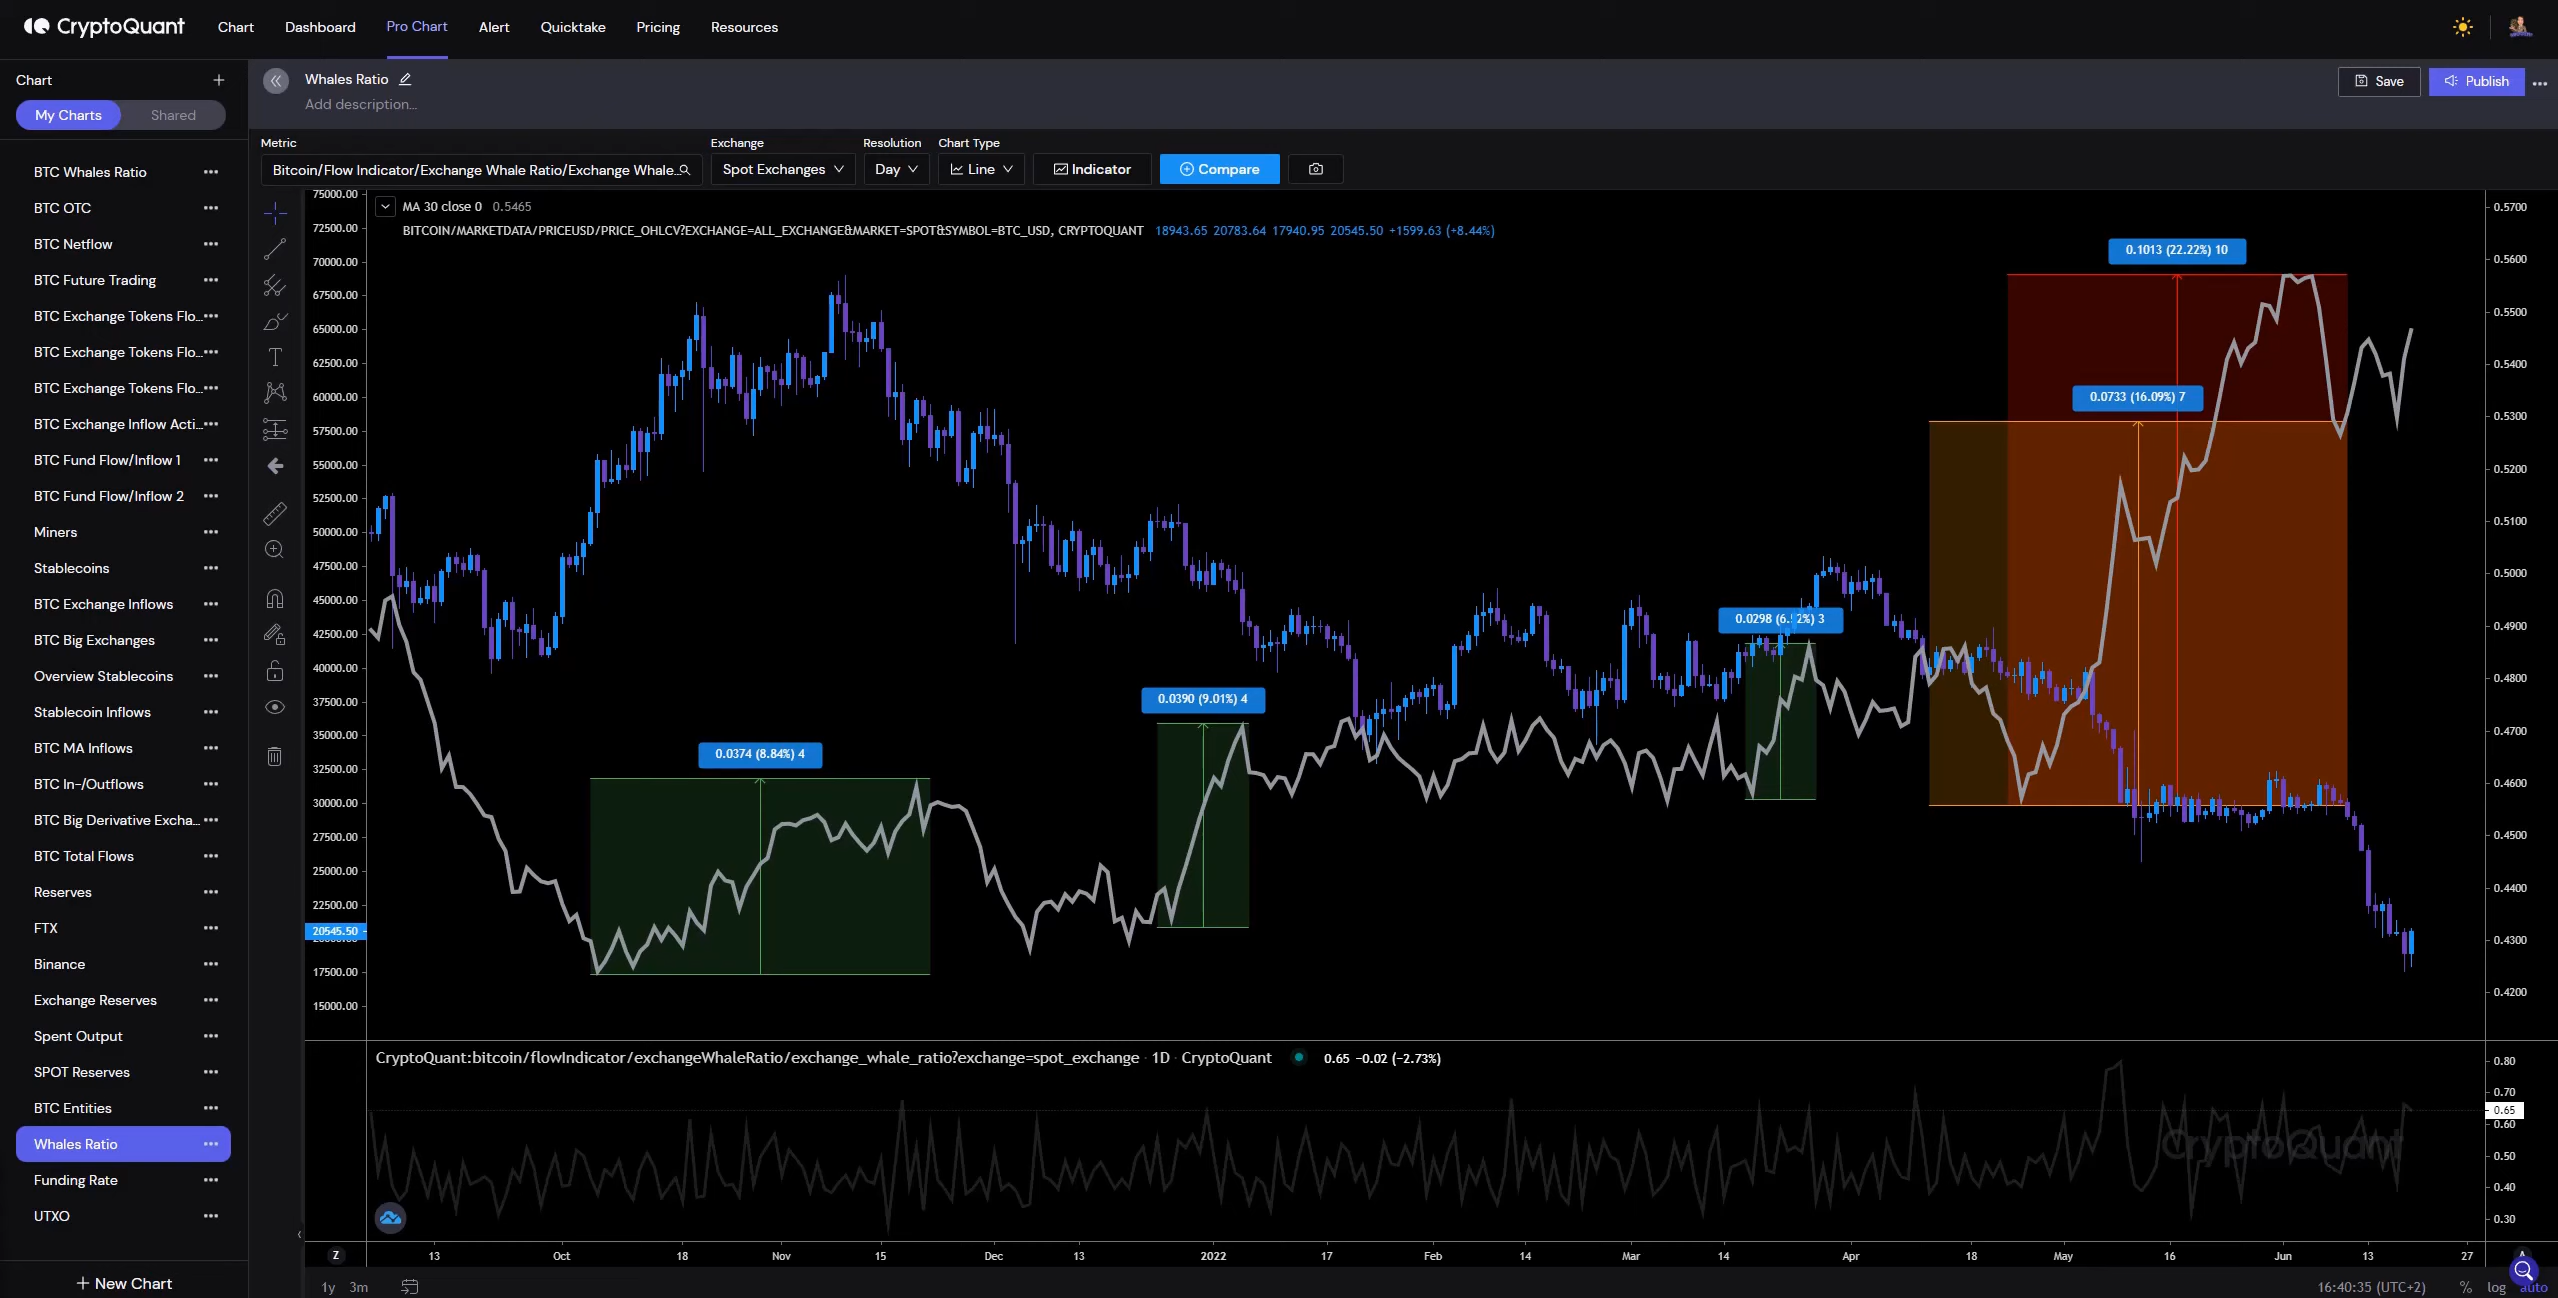 CryptoQuant Chart Dashboard Pro Chart Alert Quicktake Pricing Resources
Chart +
My Charts Shared
BTC Whales Ratio
BTC OTC
BTC Netflow
BTC Future Trading
BTC Exchange Tokens Flo...
BTC Exchange Tokens Flo...
BTC Exchange Tokens Flo...
BTC Exchange Inflow Acti...
BTC Fund Flow/Inflow 1
BTC Fund Flow/Inflow 2
Miners
Stablecoins
BTC Exchange Inflows
BTC Big Exchanges
Overview Stablecoins
Stablecoin Inflows
BTC MA Inflows
BTC In-/Outflows
BTC Big Derivative Excha...
BTC Total Flows
Reserves
FTX
Binance
Exchange Reserves
Spent Output
SPOT Reserves
BTC Entities
Whales Ratio
Funding Rate
UTXO
+ New Chart
Whales Ratio
Add description...
Save Publish
Metric Exchange Resolution Chart Type
Bitcoin/Flow Indicator/Exchange Whale Ratio/Exchange Whale... Spot Exchanges Day Line Indicator Compare
MA 30 close 0 0.5465
BITCOIN/MARKETDATA/PRICEUSD/PRICE_OHLCV?EXCHANGE=ALL_EXCHANGE&MARKET=SPOT&SYMBOL=BTC_USD, CRYPTOQUANT 18943.65 20783.64 17940.95 20545.50 +1599.63 (+8.44%)
75000.00
72500.00
70000.00
67500.00
65000.00
62500.00
60000.00
57500.00
55000.00
52500.00
50000.00
47500.00
45000.00
42500.00
40000.00
37500.00
35000.00
32500.00
30000.00
27500.00
25000.00
22500.00
20545.50
17500.00
15000.00
0.0374 (8.84%) 4
0.0390 (9.01%) 4
0.0298 (6.52%) 3
0.0733 (16.09%) 7
0.1013 (22.22%) 10
0.5700
0.5600
0.5500
0.5400
0.5300
0.5200
0.5100
0.5000
0.4900
0.4800
0.4700
0.4600
0.4500
0.4400
0.4300
0.4200
CryptoQuant:bitcoin/flowIndicator/exchangeWhaleRatio/exchange_whale_ratio?exchange=spot_exchange · 1D · CryptoQuant 0.65 −0.02 (−2.73%)
CryptoQuant
0.80
0.70
0.65
0.60
0.50
0.40
0.30
Z 13 Oct 18 Nov 15 Dec 13 2022 17 Feb 14 Mar 14 Apr 18 May 16 Jun 13 27
1y 3m 16:40:35 (UTC+2) % log auto